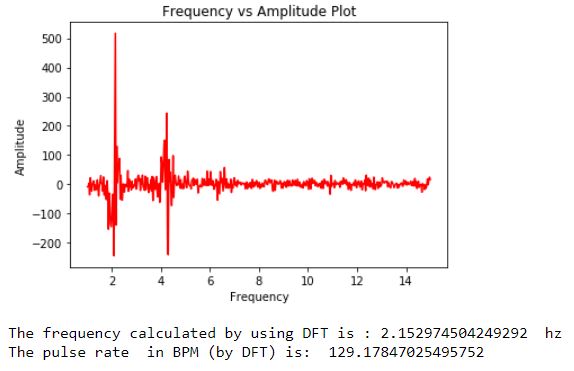 Frequency vs Amplitude Plot
500
400
300
200
100
0
−100
−200
Amplitude
2 4 6 8 10 12 14
Frequency
The frequency calculated by using DFT is : 2.152974504249292  hz
The pulse rate  in BPM (by DFT) is:  129.17847025495752